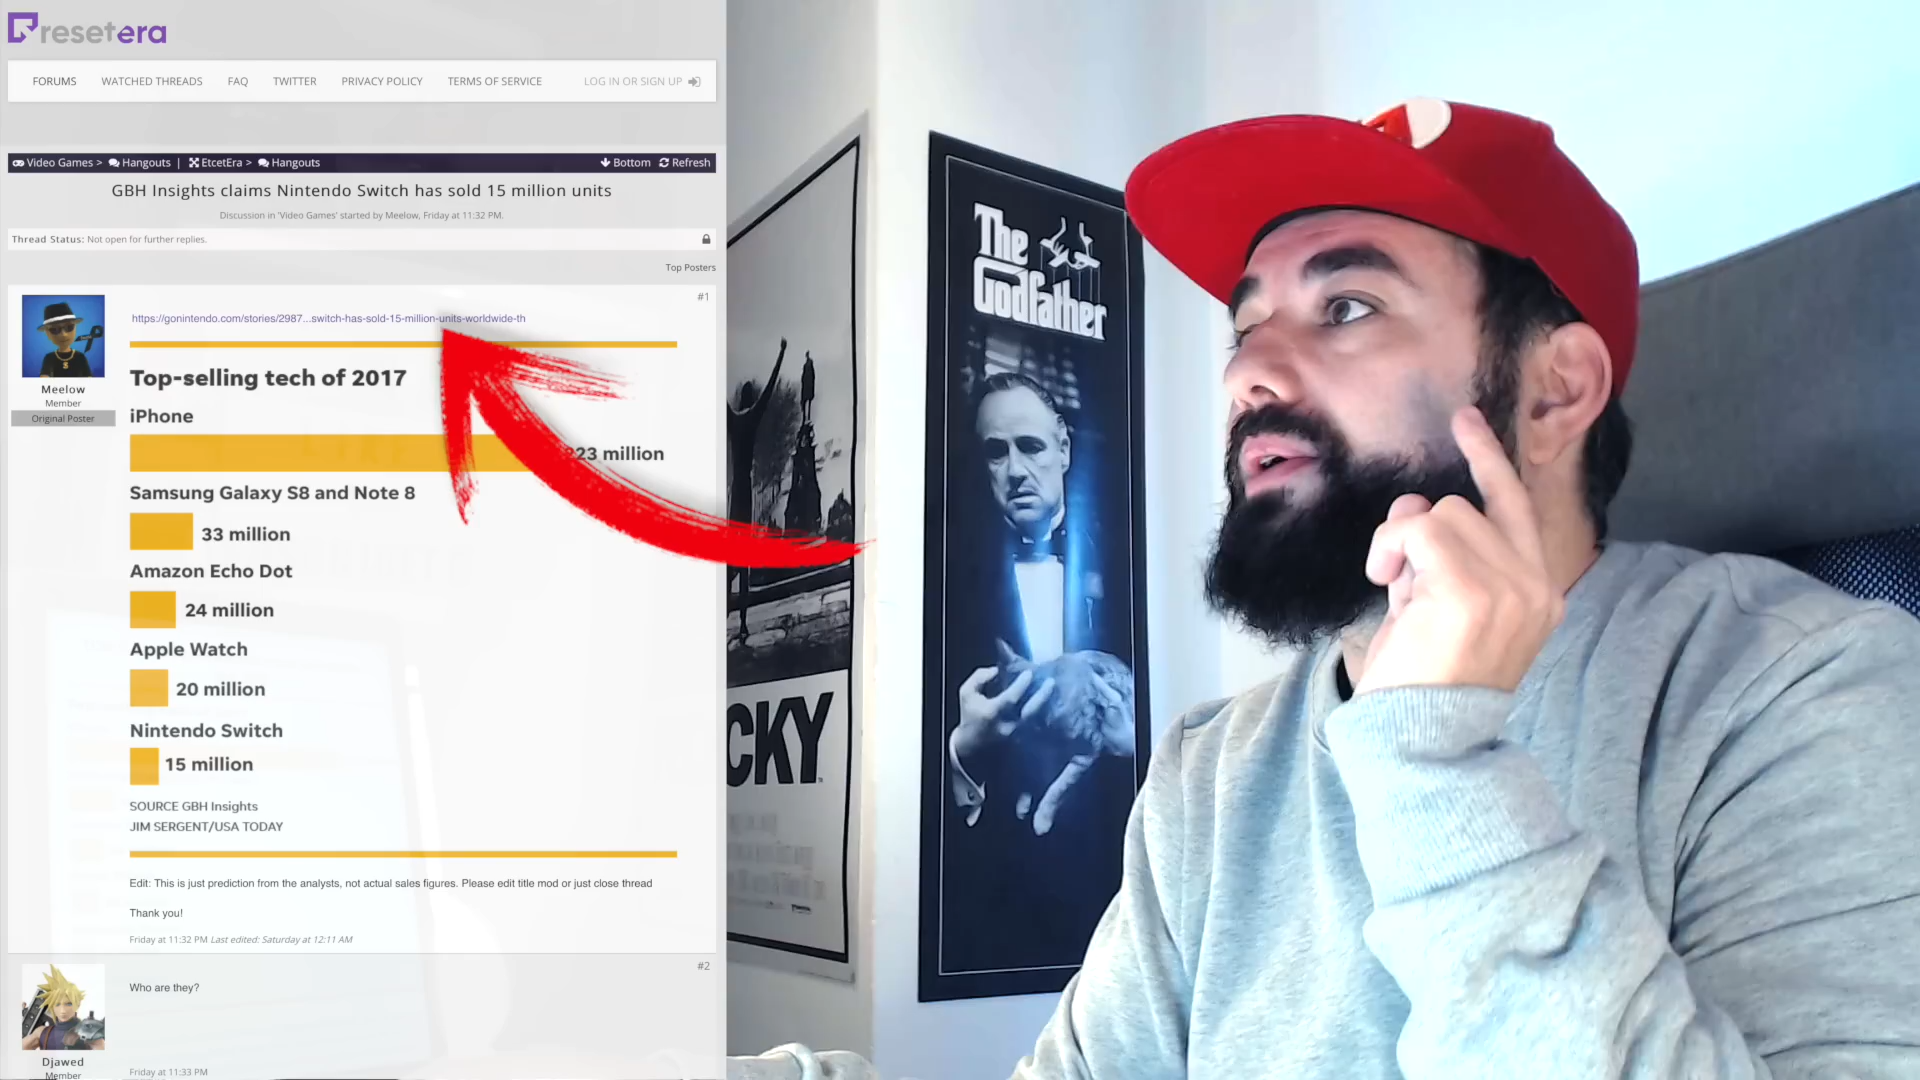 resetera
FORUMS WATCHED THREADS FAQ TWITTER PRIVACY POLICY TERMS OF SERVICE LOG IN OR SIGN UP
Video Games > Hangouts | EtcetEra > Hangouts Bottom Refresh
GBH Insights claims Nintendo Switch has sold 15 million units
Discussion in 'Video Games' started by Meelow, Friday at 11:32 PM.
Thread Status: Not open for further replies.
Top Posters
#1
https://gonintendo.com/stories/2987...switch-has-sold-15-million-units-worldwide-th
Meelow
Member
Original Poster
Top-selling tech of 2017
iPhone
223 million
Samsung Galaxy S8 and Note 8
33 million
Amazon Echo Dot
24 million
Apple Watch
20 million
Nintendo Switch
15 million
SOURCE GBH Insights
JIM SERGENT/USA TODAY
Edit: This is just prediction from the analysts, not actual sales figures. Please edit title mod or just close thread
Thank you!
Friday at 11:32 PM Last edited: Saturday at 12:11 AM
#2
Who are they?
Djawed
Member
Friday at 11:33 PM
CKY
The
Godfather